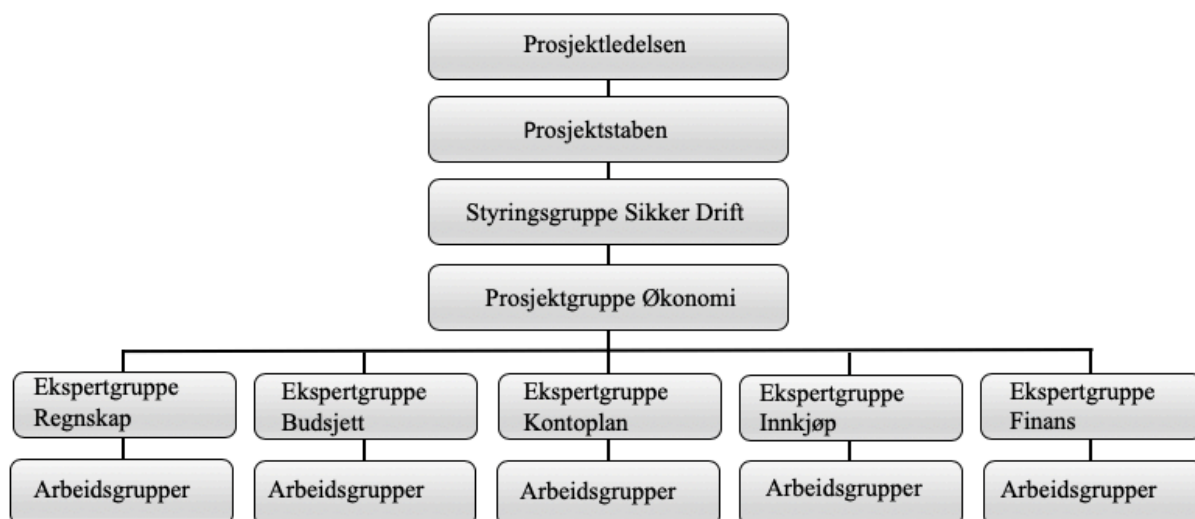 Prosjektledelsen
Prosjektstaben
Styringsgruppe Sikker Drift
Prosjektgruppe Økonomi
Ekspertgruppe
Regnskap
Ekspertgruppe
Budsjett
Ekspertgruppe
Kontoplan
Ekspertgruppe
Innkjøp
Ekspertgruppe
Finans
Arbeidsgrupper
Arbeidsgrupper
Arbeidsgrupper
Arbeidsgrupper
Arbeidsgrupper